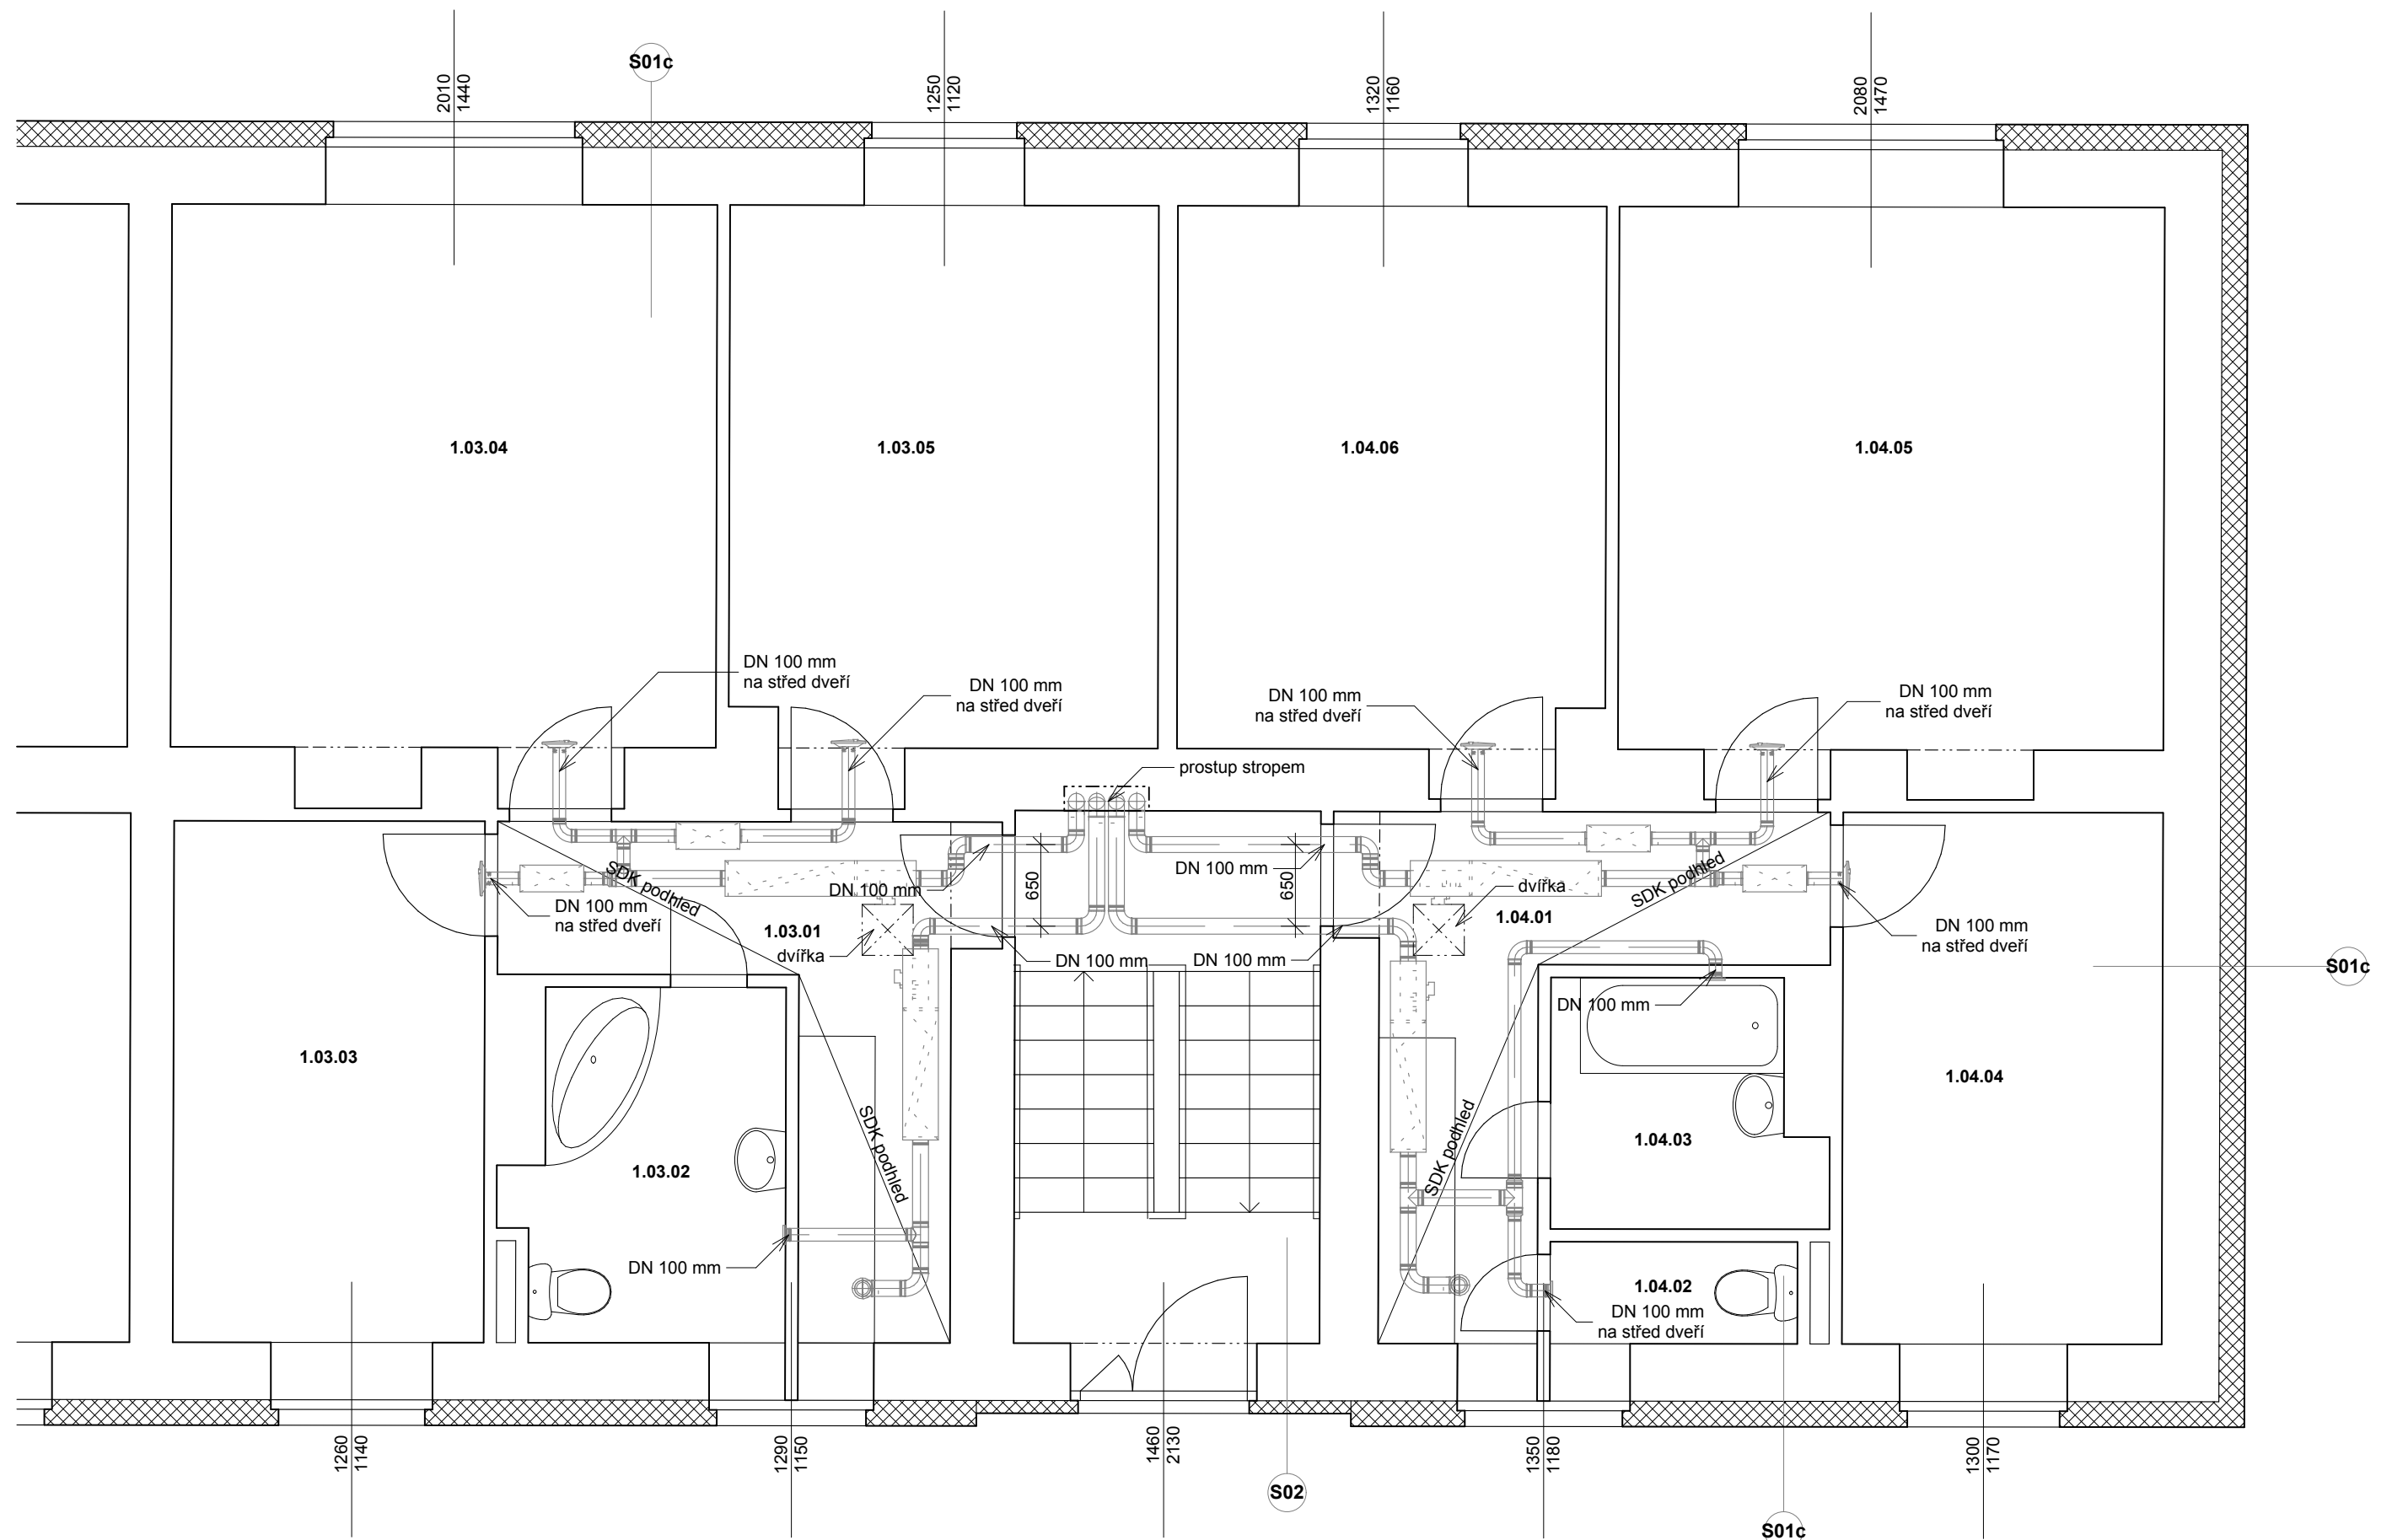 S01c
2010
1440
1250
1120
1320
1160
2080
1470
1.03.04
1.03.05
1.04.06
1.04.05
DN 100 mm
na střed dveří
DN 100 mm
na střed dveří
DN 100 mm
na střed dveří
DN 100 mm
na střed dveří
prostup stropem
SDK podhled
DN 100 mm
650
DN 100 mm
650
dvířka
SDK podhled
DN 100 mm
na střed dveří
1.03.01
dvířka
1.04.01
DN 100 mm
na střed dveří
DN 100 mm
DN 100 mm
S01c
DN 100 mm
1.03.03
1.04.04
SDK podhled
SDK podhled
1.04.03
1.03.02
DN 100 mm
1.04.02
DN 100 mm
na střed dveří
1260
1140
1290
1150
1460
2130
1350
1180
1300
1170
S02
S01c